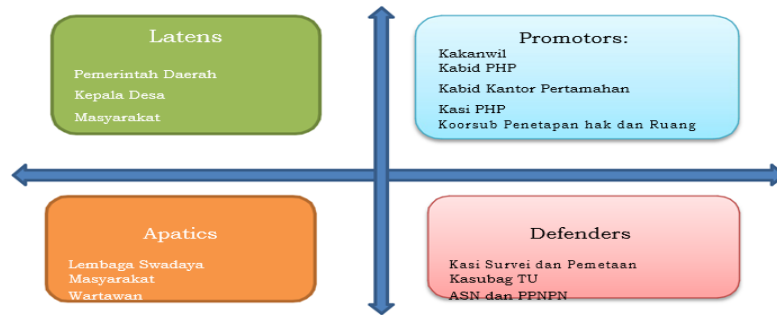 Latens
Pemerintah Daerah
Kepala Desa
Masyarakat
Promotors:
Kakanwil
Kabid PHP
Kabid Kantor Pertamahan
Kasi PHP
Koorsub Penetapan hak dan Ruang
Apatics
Lembaga Swadaya
Masyarakat
Wartawan
Defenders
Kasi Survei dan Pemetaan
Kasubag TU
ASN dan PPNPN